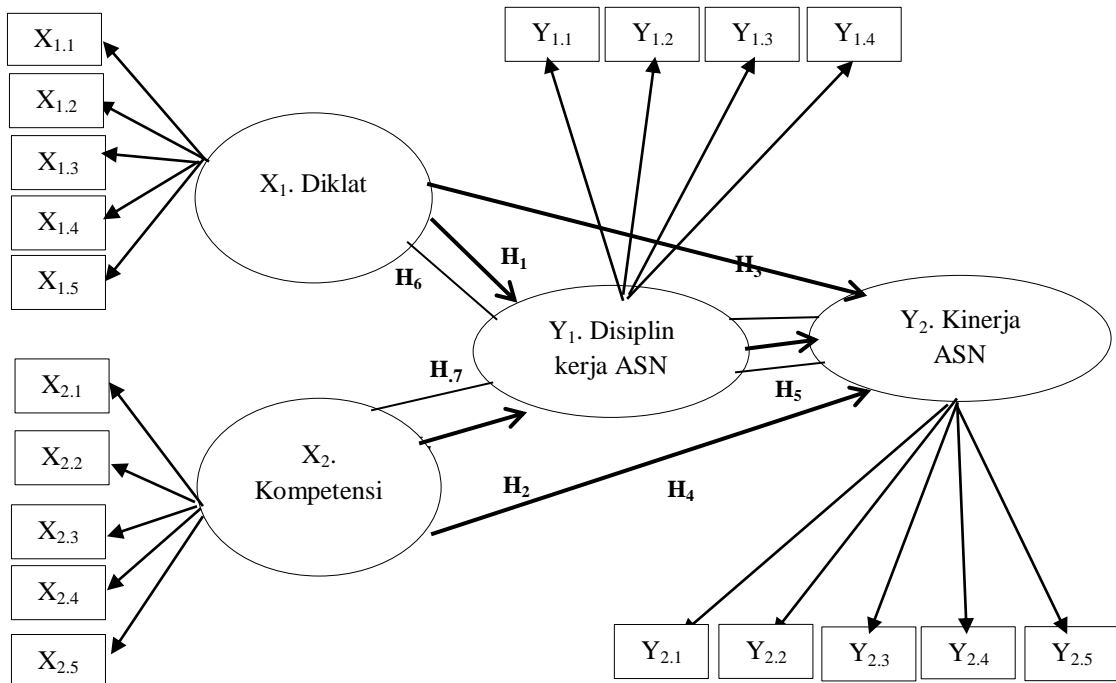 X1.1
X1.2
X1.3
X1.4
X1.5
Y1.1
Y1.2
Y1.3
Y1.4
X1. Diklat
H1
H6
H3
Y1. Disiplin
kerja ASN
Y2. Kinerja
ASN
X2.1
X2.2
X2.3
X2.4
X2.5
H.7
H5
X2.
Kompetensi
H2
H4
Y2.1
Y2.2
Y2.3
Y2.4
Y2.5